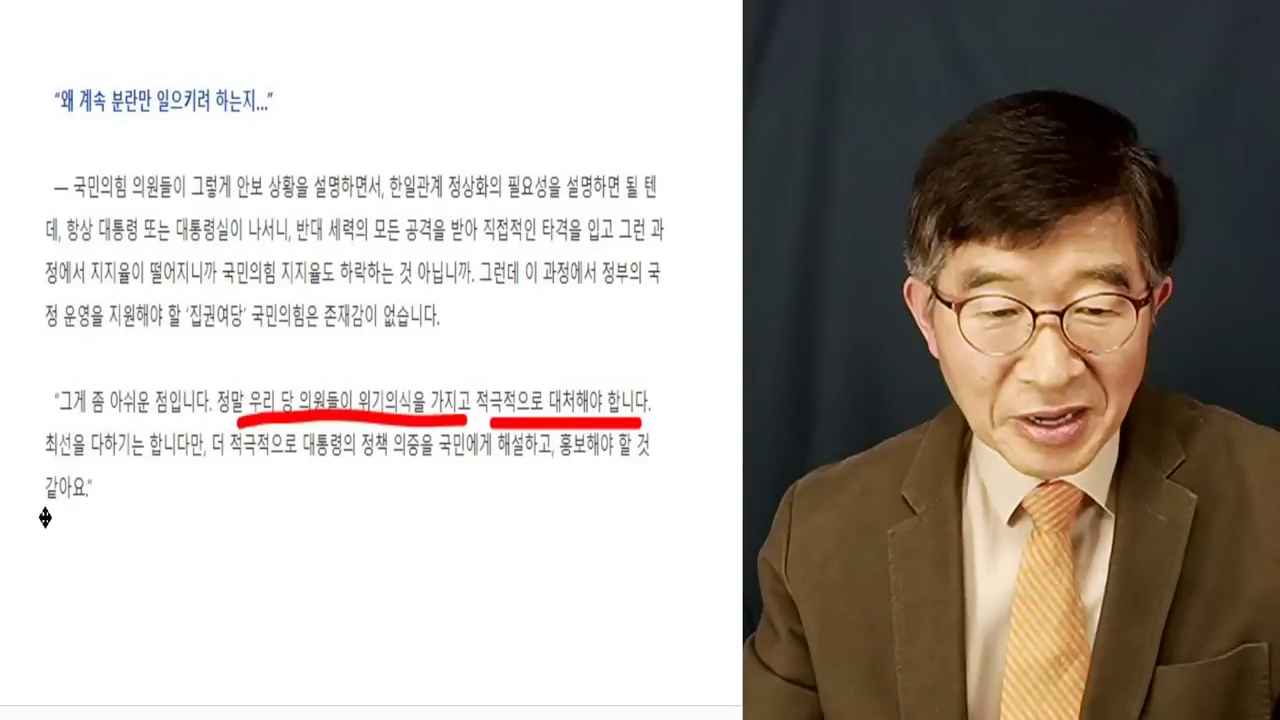 “왜 계속 분란만 일으키려 하는지...”
— 국민의힘 의원들이 그렇게 안보 상황을 설명하면서, 한일관계 정상화의 필요성을 설명하면 될 텐
데, 항상 대통령 또는 대통령실이 나서니, 반대 세력의 모든 공격을 받아 직접적인 타격을 입고 그런 과
정에서 지지율이 떨어지니까 국민의힘 지지율도 하락하는 것 아닙니까. 그런데 이 과정에서 정부의 국
정 운영을 지원해야 할 ‘집권여당’ 국민의힘은 존재감이 없습니다.
“그게 좀 아쉬운 점입니다. 정말 우리 당 의원들이 위기의식을 가지고 적극적으로 대처해야 합니다.
최선을 다하기는 합니다만, 더 적극적으로 대통령의 정책 의중을 국민에게 해설하고, 홍보해야 할 것
같아요.”